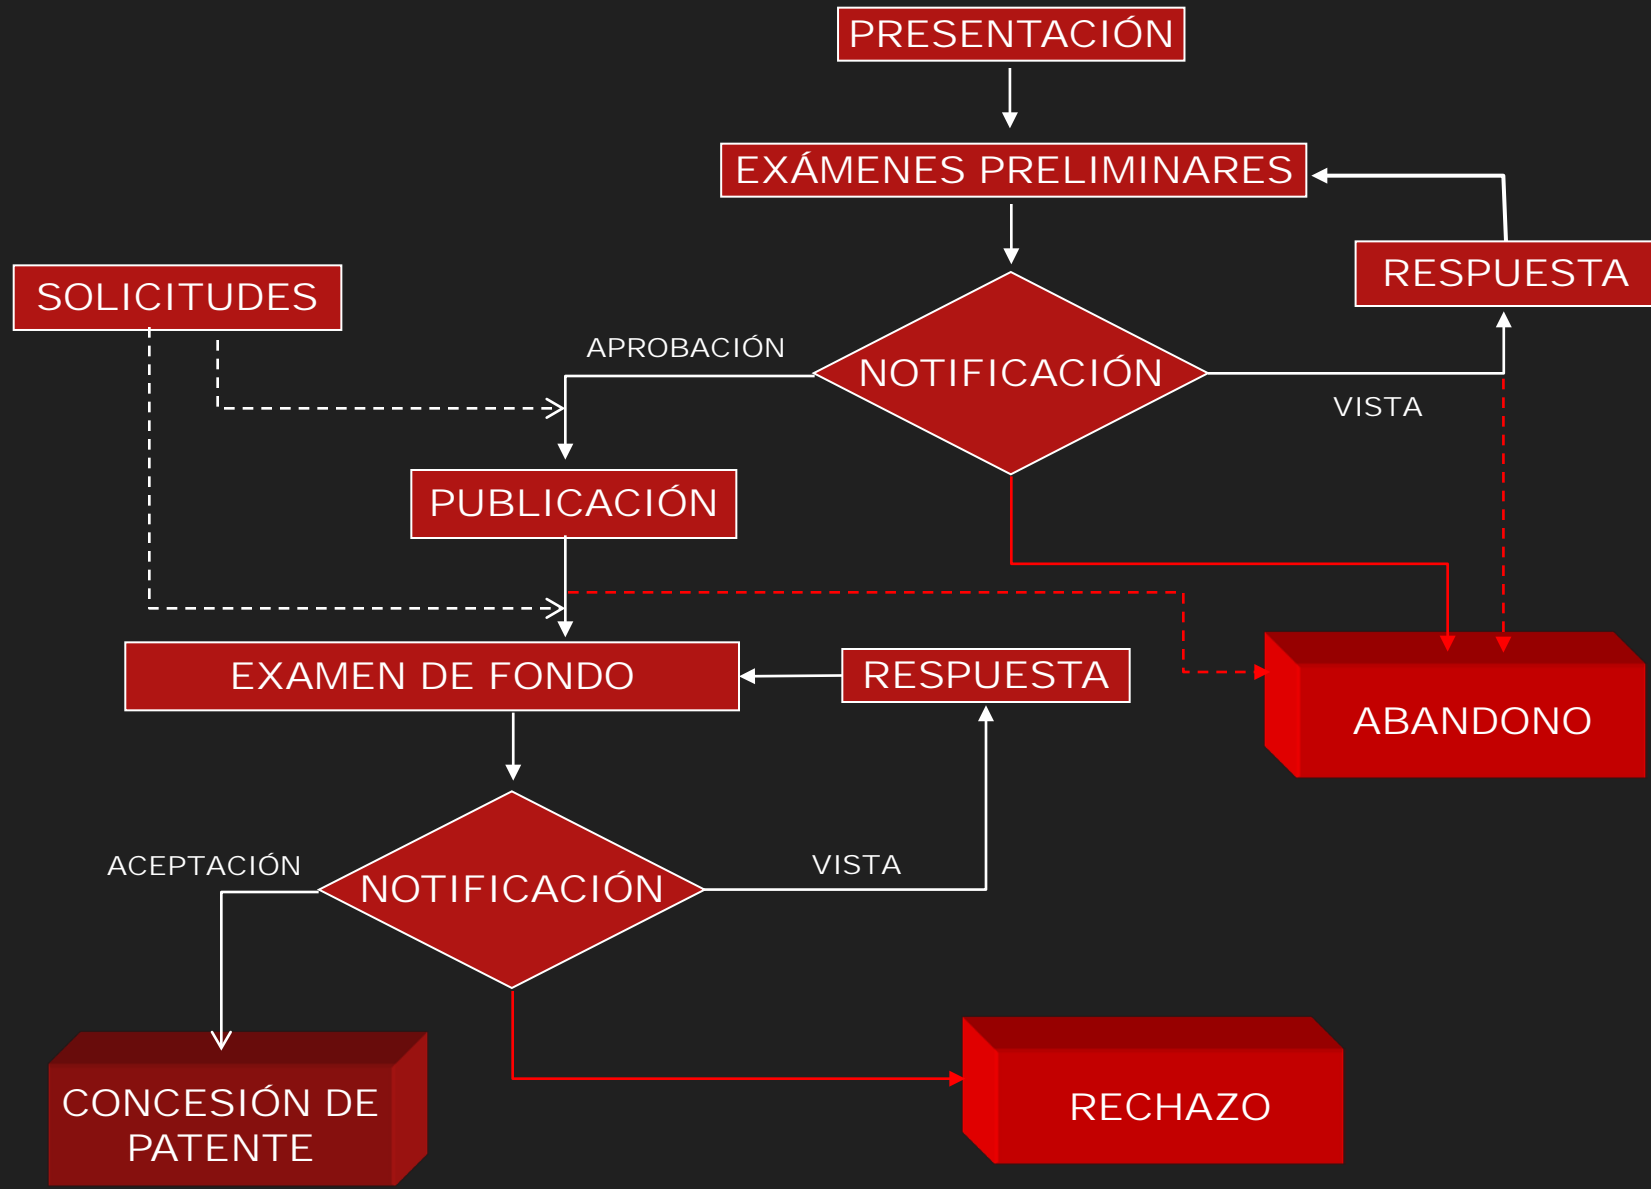 PRESENTACIÓN
EXÁMENES PRELIMINARES
RESPUESTA
SOLICITUDES
APROBACIÓN
NOTIFICACIÓN
VISTA
PUBLICACIÓN
EXAMEN DE FONDO
RESPUESTA
ABANDONO
ACEPTACIÓN
NOTIFICACIÓN
VISTA
CONCESIÓN DE
PATENTE
RECHAZO